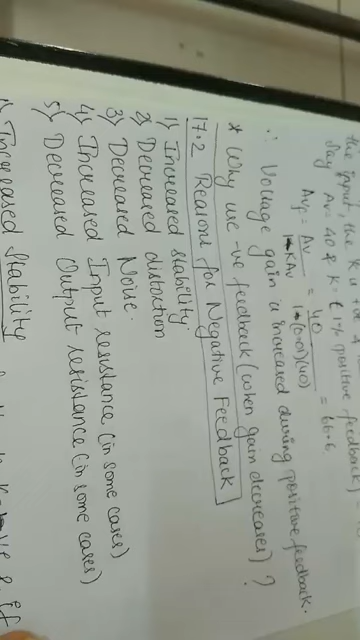 the input, the
Say Av = 40 & K = (1% positive feedback)
Avf = Av / 1-KAv = 40 / 1-(0.01)(40) = 66.6
∴ Voltage gain is increased during positive feedback.
* Why use -ve feedback (when gain decreases) ?
17.2 Reasons for Negative Feedback
1) Increased stability
2) Decreased distortion
3) Decreased Noise.
4) Increased Input resistance (in some cases)
5) Decreased Output resistance (in some cases)
1) Increased Stability